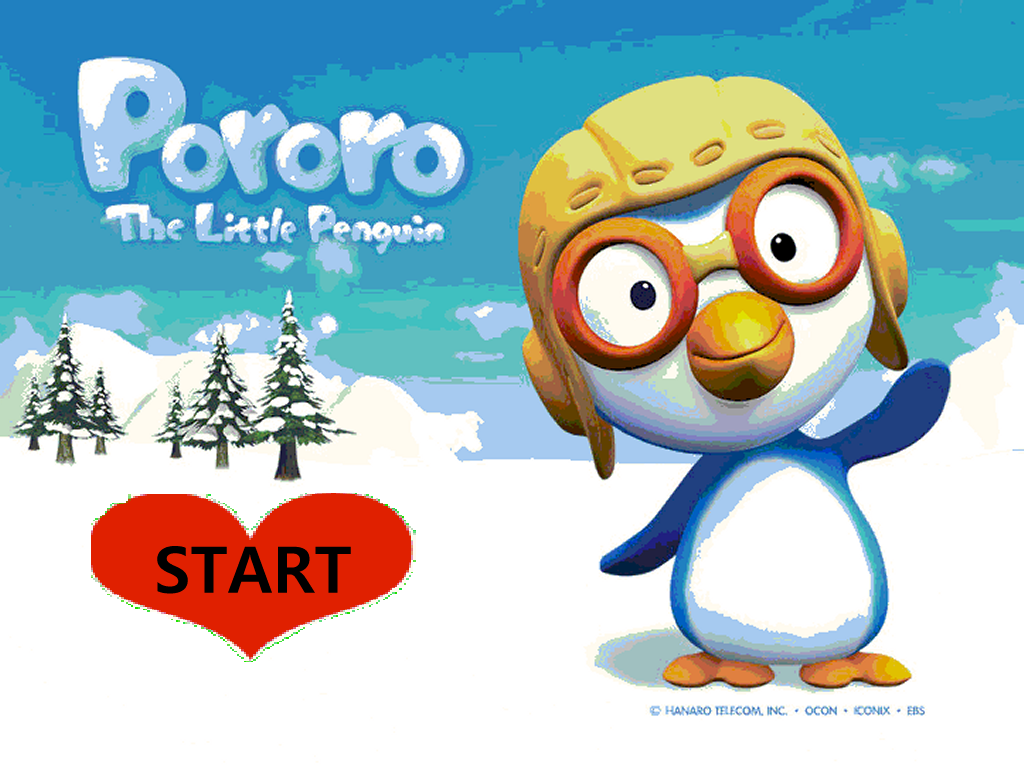 Pororo
The Little Penguin
START
© HANARO TELECOM, INC. • OCON • ICONIX • EBS